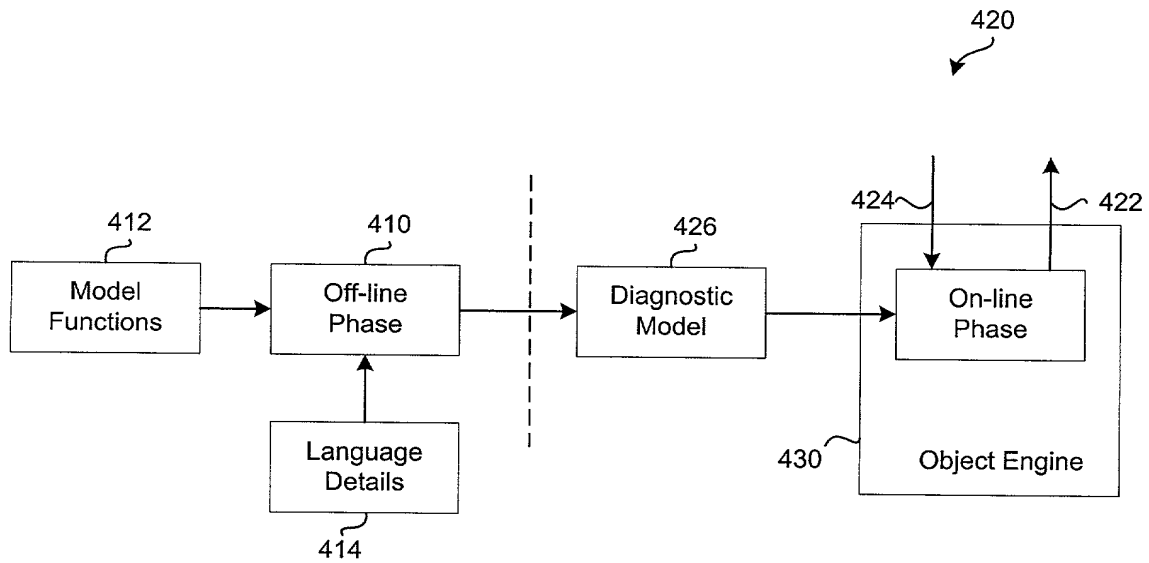 420
424
422
412
410
426
Model
Functions
Off-line
Phase
Diagnostic
Model
On-line
Phase
Language
Details
430
Object Engine
414